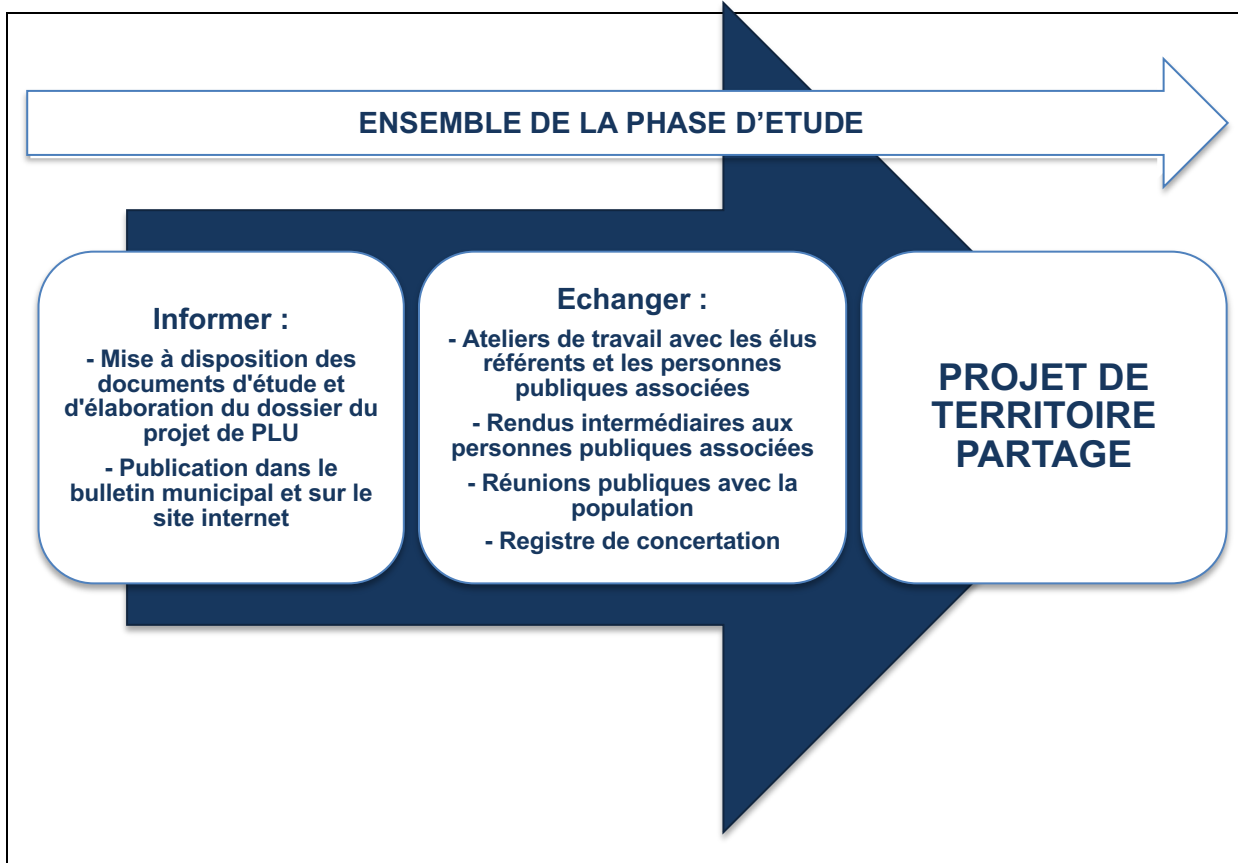 ENSEMBLE DE LA PHASE D'ETUDE
Informer :
- Mise à disposition des
documents d'étude et
d'élaboration du dossier du
projet de PLU
- Publication dans le
bulletin municipal et sur le
site internet
Echanger :
- Ateliers de travail avec les élus
référents et les personnes
publiques associées
- Rendus intermédiaires aux
personnes publiques associées
- Réunions publiques avec la
population
- Registre de concertation
PROJET DE
TERRITOIRE
PARTAGE